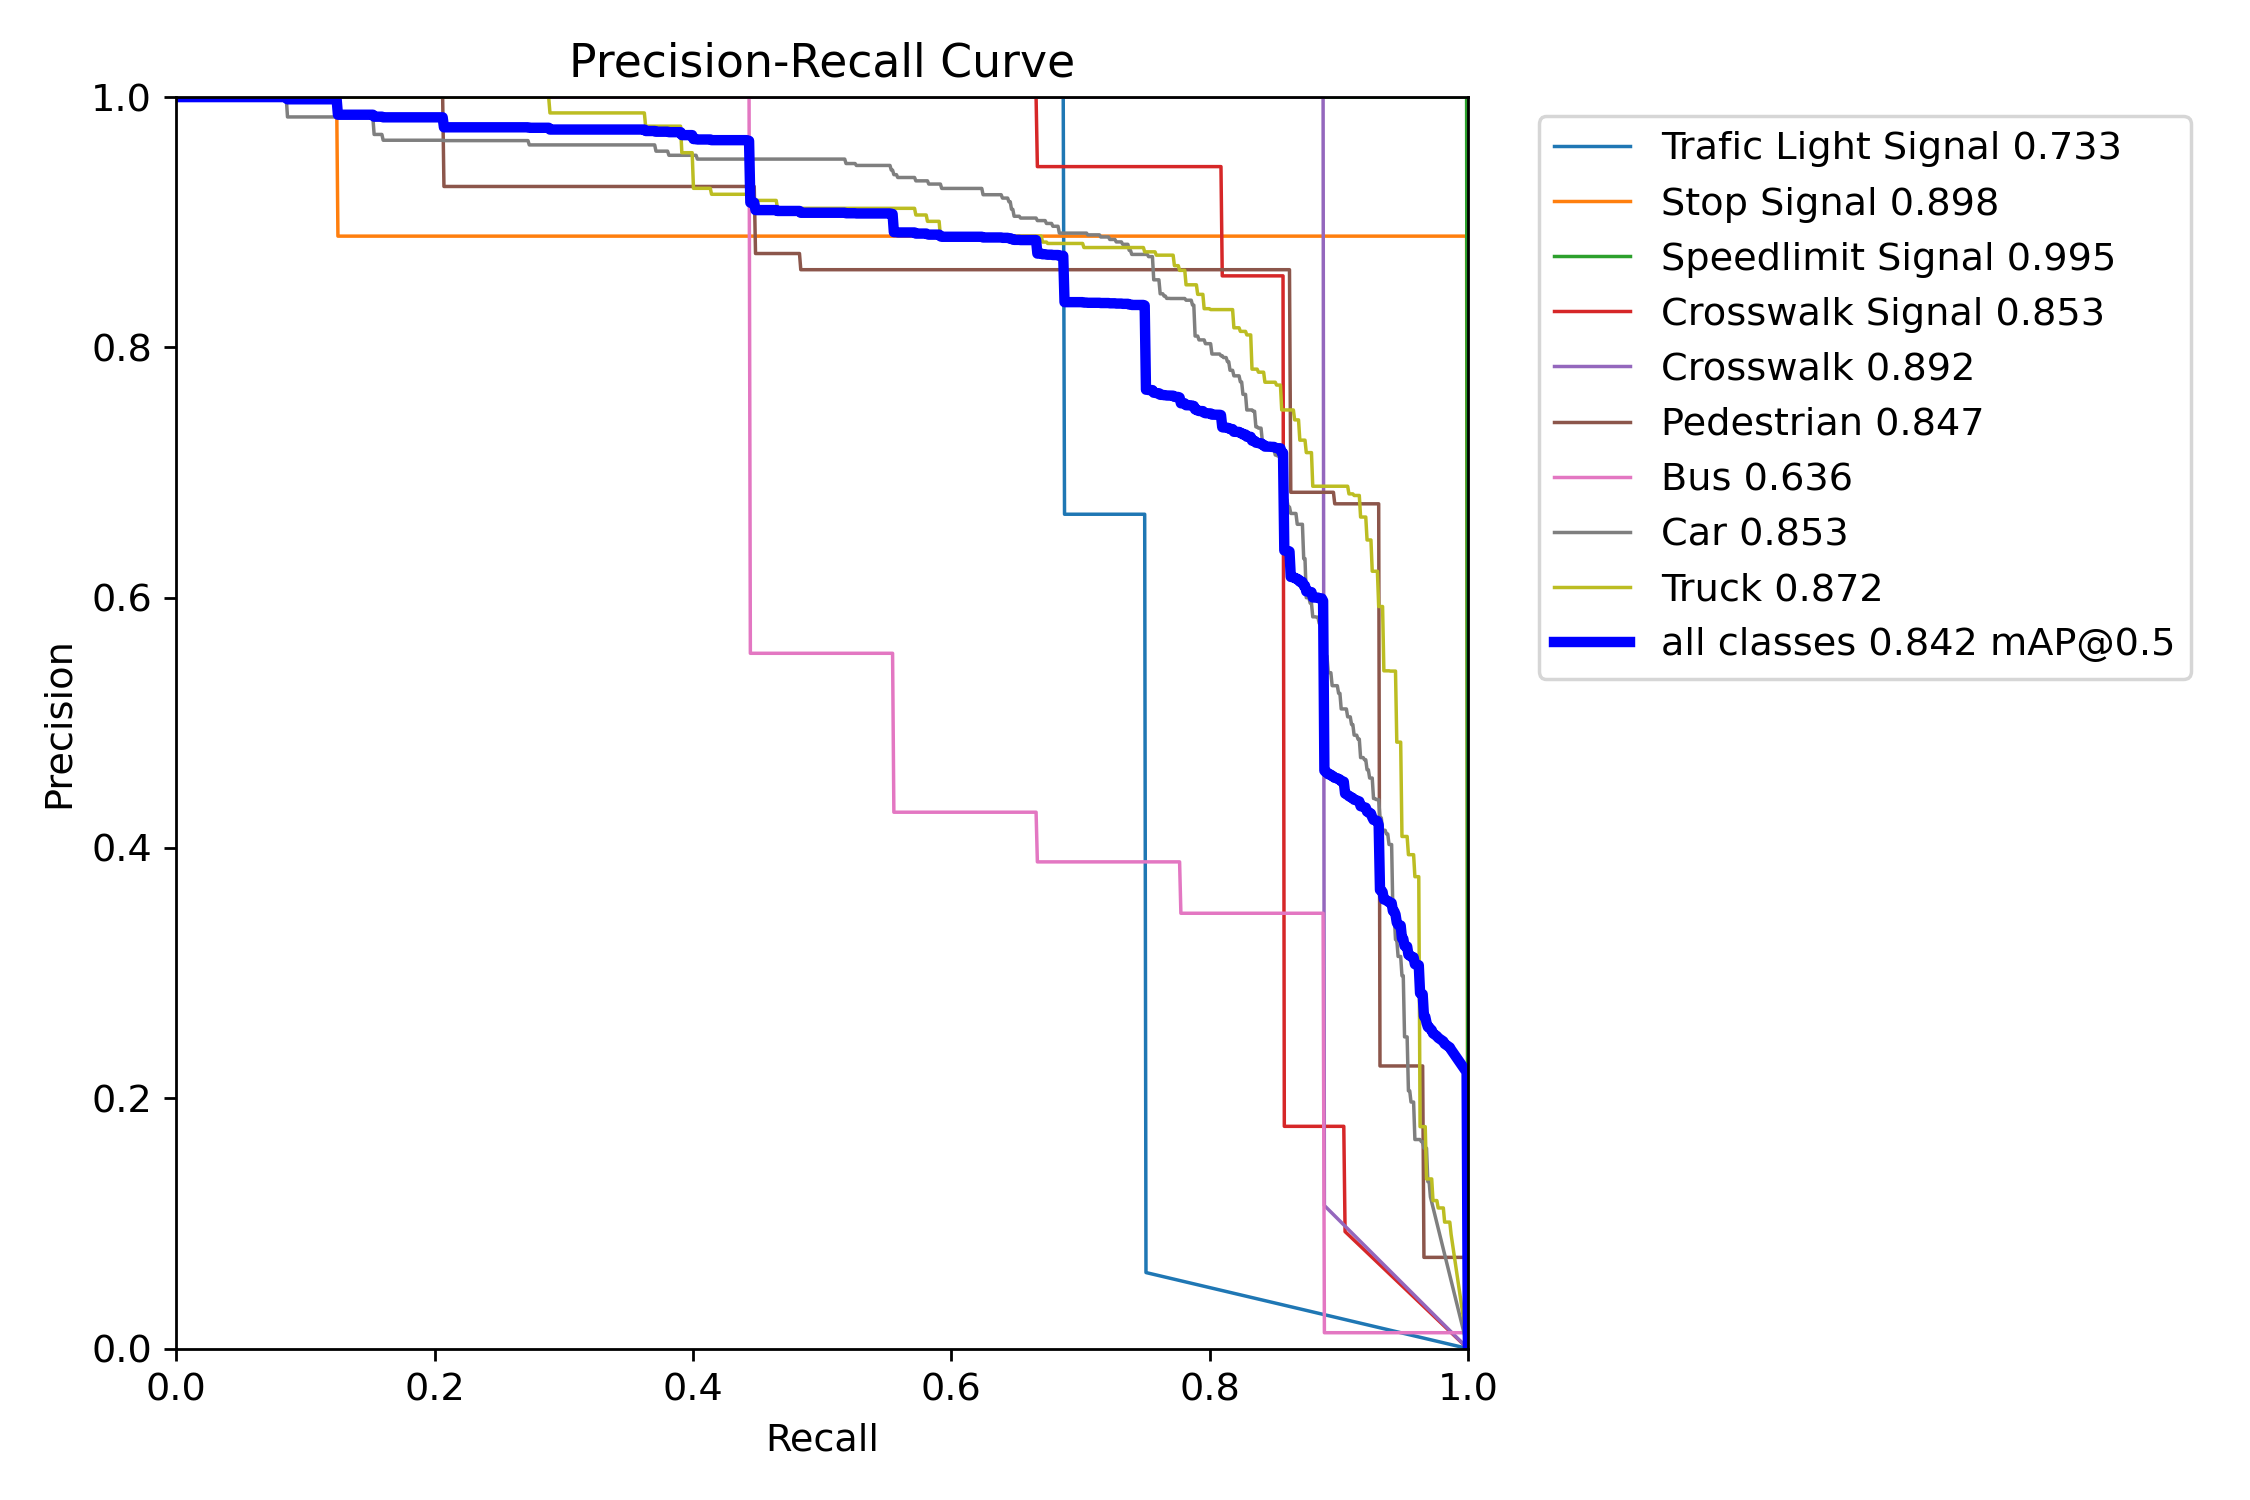 Precision-Recall Curve
1.0
0.8
0.6
0.4
0.2
0.0
Precision
0.0 0.2 0.4 0.6 0.8 1.0
Recall
Trafic Light Signal 0.733
Stop Signal 0.898
Speedlimit Signal 0.995
Crosswalk Signal 0.853
Crosswalk 0.892
Pedestrian 0.847
Bus 0.636
Car 0.853
Truck 0.872
all classes 0.842 mAP@0.5